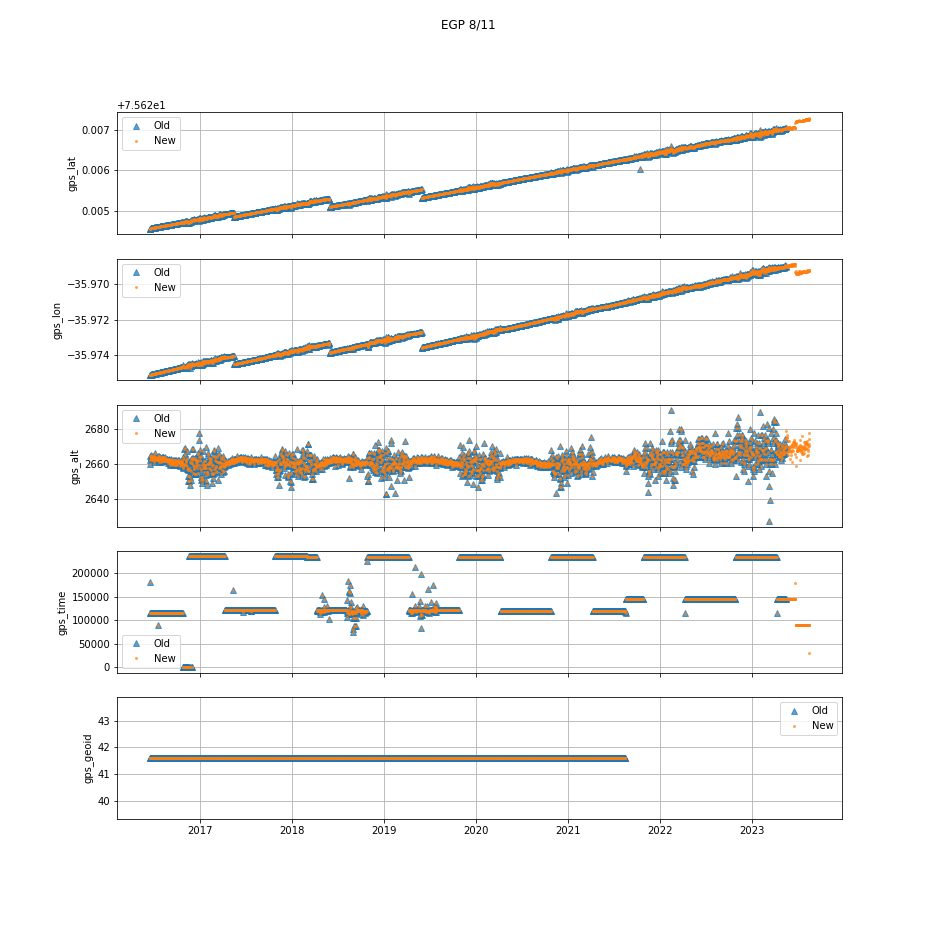 EGP 8/11
+7.562e1
0.007
0.006
0.005
gps_lat
Old
New
−35.970
−35.972
−35.974
gps_lon
Old
New
2680
2660
2640
gps_alt
Old
New
200000
150000
100000
50000
0
gps_time
Old
New
43
42
41
40
gps_geoid
Old
New
2017 2018 2019 2020 2021 2022 2023